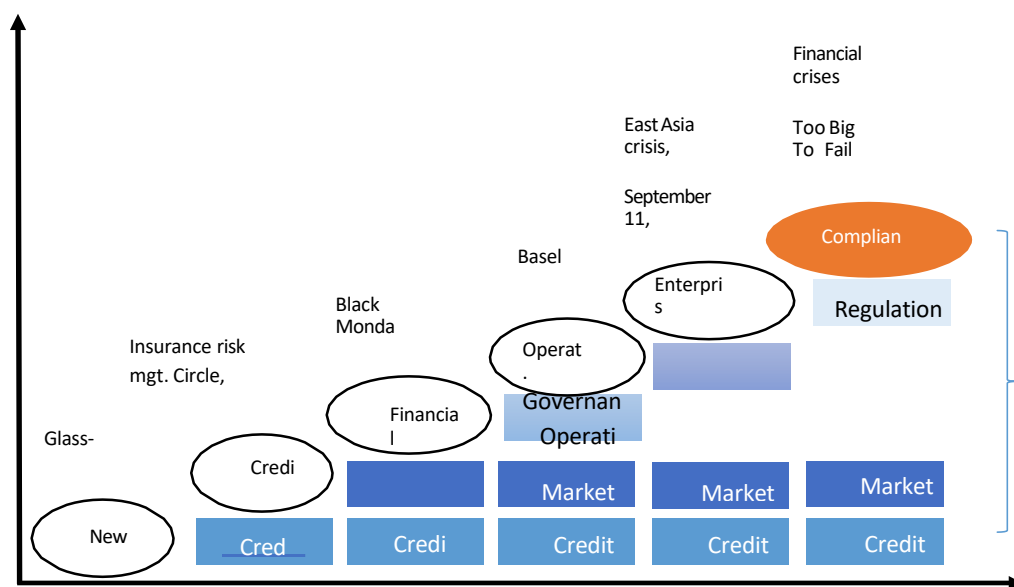 Financial
crises
Too Big
To Fail
East Asia
crisis,
September
11,
Complian
Basel
Enterpris
s
Regulation
Black
Monda
Insurance risk
mgt. Circle,
Operat
.
Governan
Operati
Financia
l
Glass-
Credi
Market
Market
Market
New
Cred
Credi
Credit
Credit
Credit